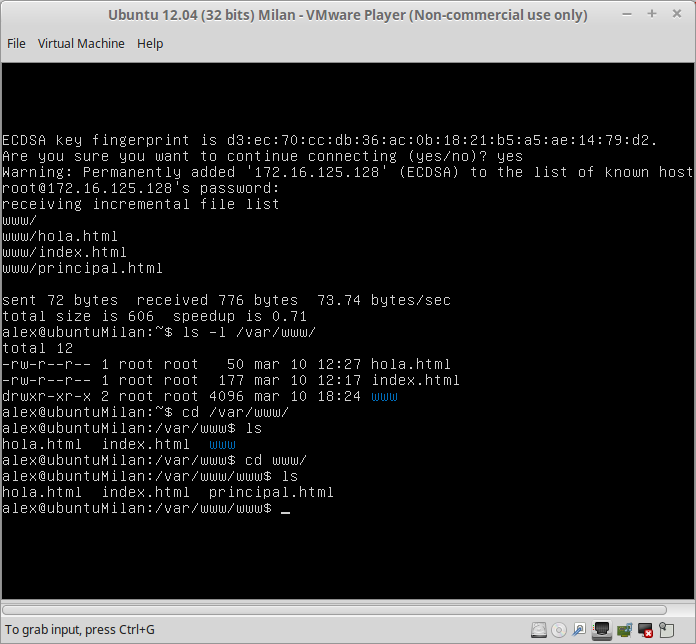 Ubuntu 12.04 (32 bits) Milan - VMware Player (Non-commercial use only)
File Virtual Machine Help
ECDSA key fingerprint is d3:ec:70:cc:db:36:ac:0b:18:21:b5:a5:ae:14:79:d2.
Are you sure you want to continue connecting (yes/no)? yes
Warning: Permanently added '172.16.125.128' (ECDSA) to the list of known host
root@172.16.125.128's password:
receiving incremental file list
www/
www/hola.html
www/index.html
www/principal.html
sent 72 bytes  received 776 bytes  73.74 bytes/sec
total size is 606  speedup is 0.71
alex@ubuntuMilan:~$ ls -l /var/www/
total 12
-rw-r--r-- 1 root root   50 mar 10 12:27 hola.html
-rw-r--r-- 1 root root  177 mar 10 12:17 index.html
drwxr-xr-x 2 root root 4096 mar 10 18:24 www
alex@ubuntuMilan:~$ cd /var/www/
alex@ubuntuMilan:/var/www$ ls
hola.html  index.html  www
alex@ubuntuMilan:/var/www$ cd www/
alex@ubuntuMilan:/var/www/www$ ls
hola.html  index.html  principal.html
alex@ubuntuMilan:/var/www/www$ _
To grab input, press Ctrl+G